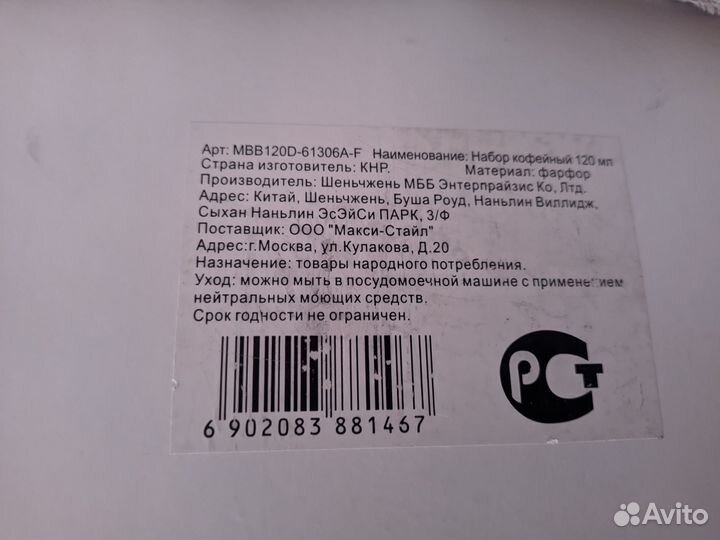 Арт: MBB120D-61306A-F Наименование: Набор кофейный 120 мл
Страна изготовитель: КНР. Материал: фарфор
Производитель: Шеньчжень МББ Энтерпрайзис Ко, Лтд.
Адрес: Китай, Шеньчжень, Буша Роуд, Наньлин Виллидж,
Сыхан Наньлин ЭсЭйСи ПАРК, 3/Ф
Поставщик: ООО "Макси-Стайл"
Адрес:г.Москва, ул.Кулакова, Д.20
Назначение: товары народного потребления.
Уход: можно мыть в посудомоечной машине с применением
нейтральных моющих средств.
Срок годности не ограничен.
6 902083 881467
РСТ
Avito